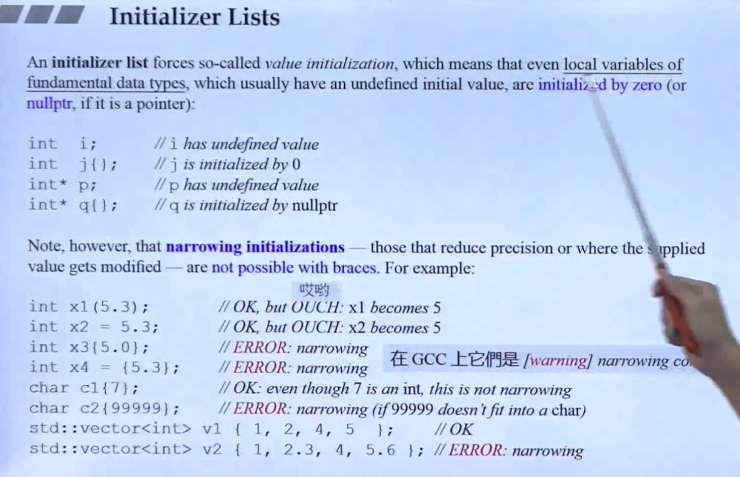 Initializer Lists
An initializer list forces so-called value initialization, which means that even local variables of
fundamental data types, which usually have an undefined initial value, are initialized by zero (or
nullptr, if it is a pointer):
int i; // i has undefined value
int j{}; // j is initialized by 0
int* p; // p has undefined value
int* q{}; // q is initialized by nullptr
Note, however, that narrowing initializations — those that reduce precision or where the supplied
value gets modified — are not possible with braces. For example:
哎哟
int x1(5.3); // OK, but OUCH: x1 becomes 5
int x2 = 5.3; // OK, but OUCH: x2 becomes 5
int x3{5.0}; // ERROR: narrowing
int x4 = {5.3}; // ERROR: narrowing
在 GCC 上它們是 [warning] narrowing
char c1{7}; // OK: even though 7 is an int, this is not narrowing
char c2{99999}; // ERROR: narrowing (if 99999 doesn't fit into a char)
std::vector<int> v1 { 1, 2, 4, 5 }; // OK
std::vector<int> v2 { 1, 2.3, 4, 5.6 }; // ERROR: narrowing